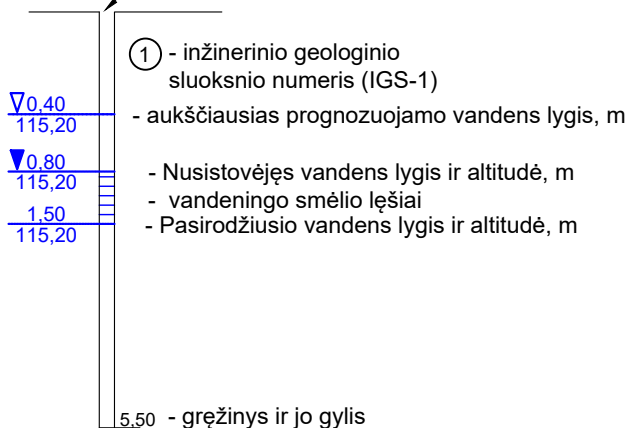 1 - inžinerinio geologinio
sluoksnio numeris (IGS-1)
0,40
115,20
- aukščiausias prognozuojamo vandens lygis, m
0,80
115,20
- Nusistovėjęs vandens lygis ir altitudė, m
- vandeningo smėlio lęšiai
1,50
115,20
- Pasirodžiusio vandens lygis ir altitudė, m
5,50 - gręžinys ir jo gylis